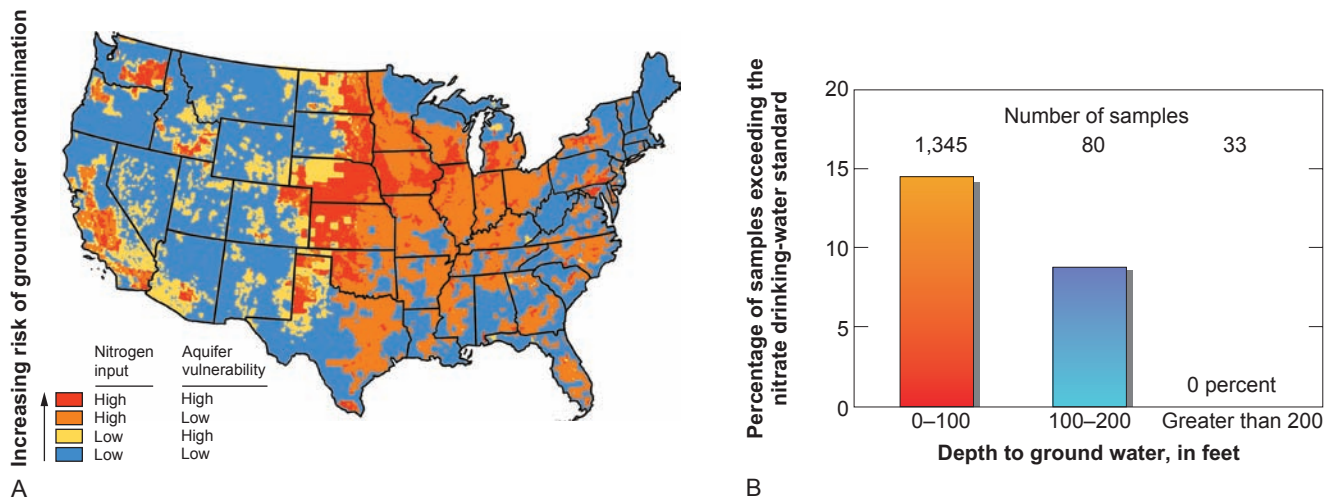 Increasing risk of groundwater contamination
Nitrogen input
Aquifer vulnerability
High High
High Low
Low High
Low Low
A
Percentage of samples exceeding the
nitrate drinking-water standard
20
15
10
5
0
Number of samples
1,345 80 33
0 percent
0–100 100–200 Greater than 200
Depth to ground water, in feet
B